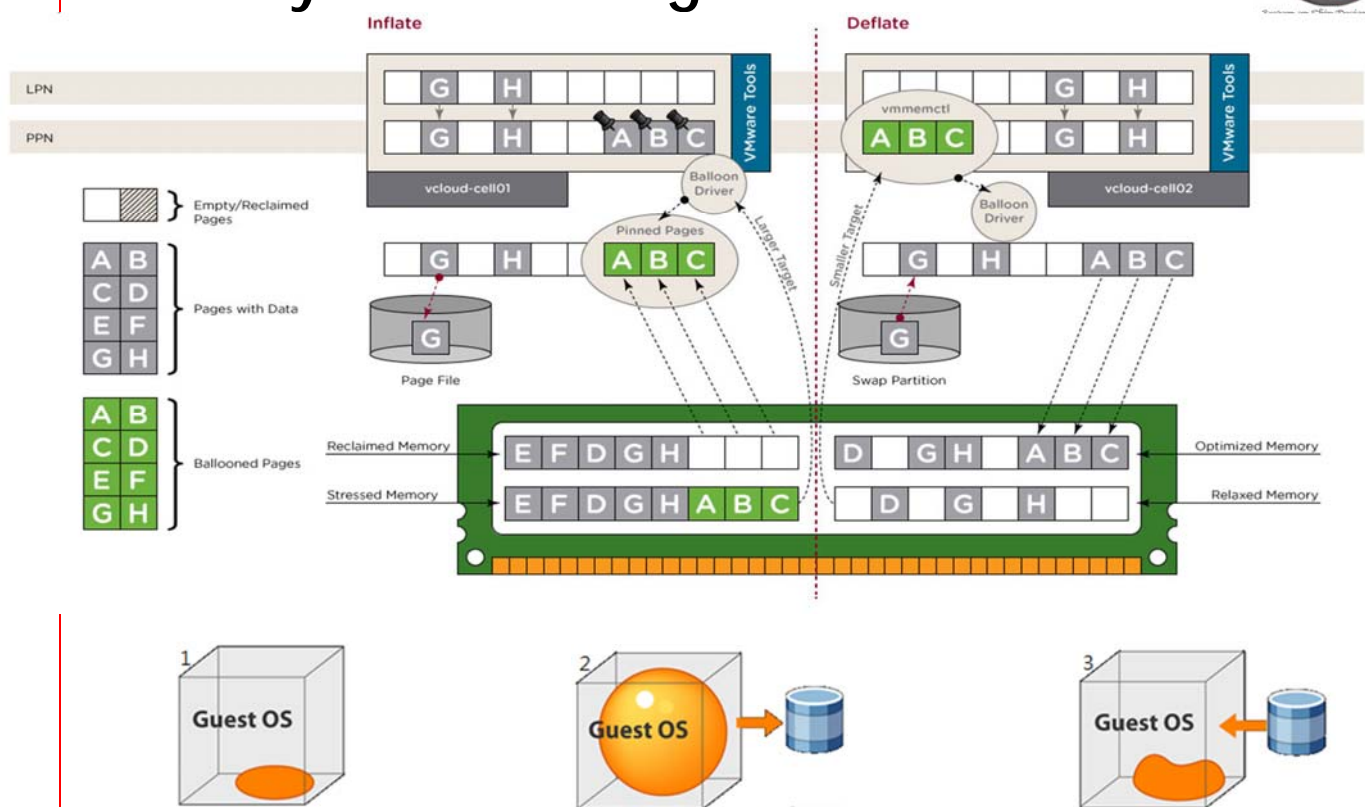 Inflate
Deflate
LPN
G H
G H
PPN
G H A B C
VMware Tools
vmmemctl
A B C
G H
VMware Tools
vcloud-cell01
vcloud-cell02
Balloon
Driver
Balloon
Driver
Empty/Reclaimed
Pages
A B
C D
E F
G H
Pages with Data
A B
C D
E F
G H
Ballooned Pages
Pinned Pages
G H A B C
Larger Target
Smaller Target
G H A B C
G
Page File
G
Swap Partition
Reclaimed Memory
E F D G H
D G H A B C
Optimized Memory
Stressed Memory
E F D G H A B C
D G H
Relaxed Memory
1
Guest OS
2
Guest OS
3
Guest OS